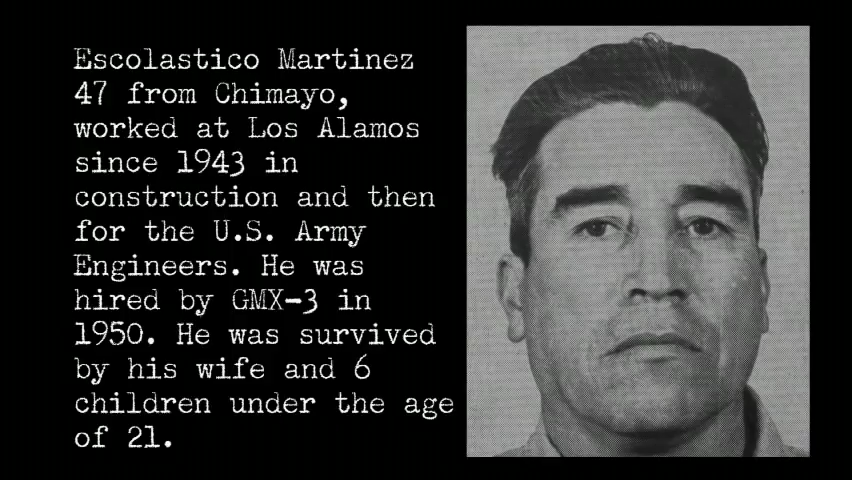 Escolastico Martinez
47 from Chimayo,
worked at Los Alamos
since 1943 in
construction and then
for the U.S. Army
Engineers. He was
hired by GMX-3 in
1950. He was survived
by his wife and 6
children under the age
of 21.